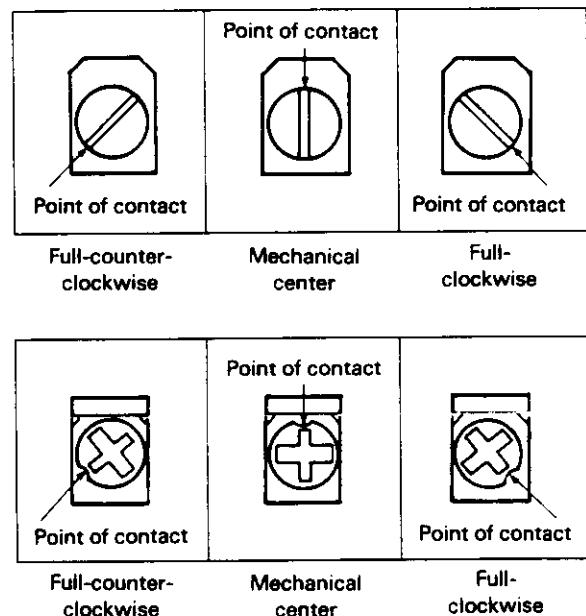 Point of contact
Point of contact
Point of contact
Full-counter-
clockwise
Mechanical
center
Full-
clockwise
Point of contact
Point of contact
Point of contact
Full-counter-
clockwise
Mechanical
center
Full-
clockwise